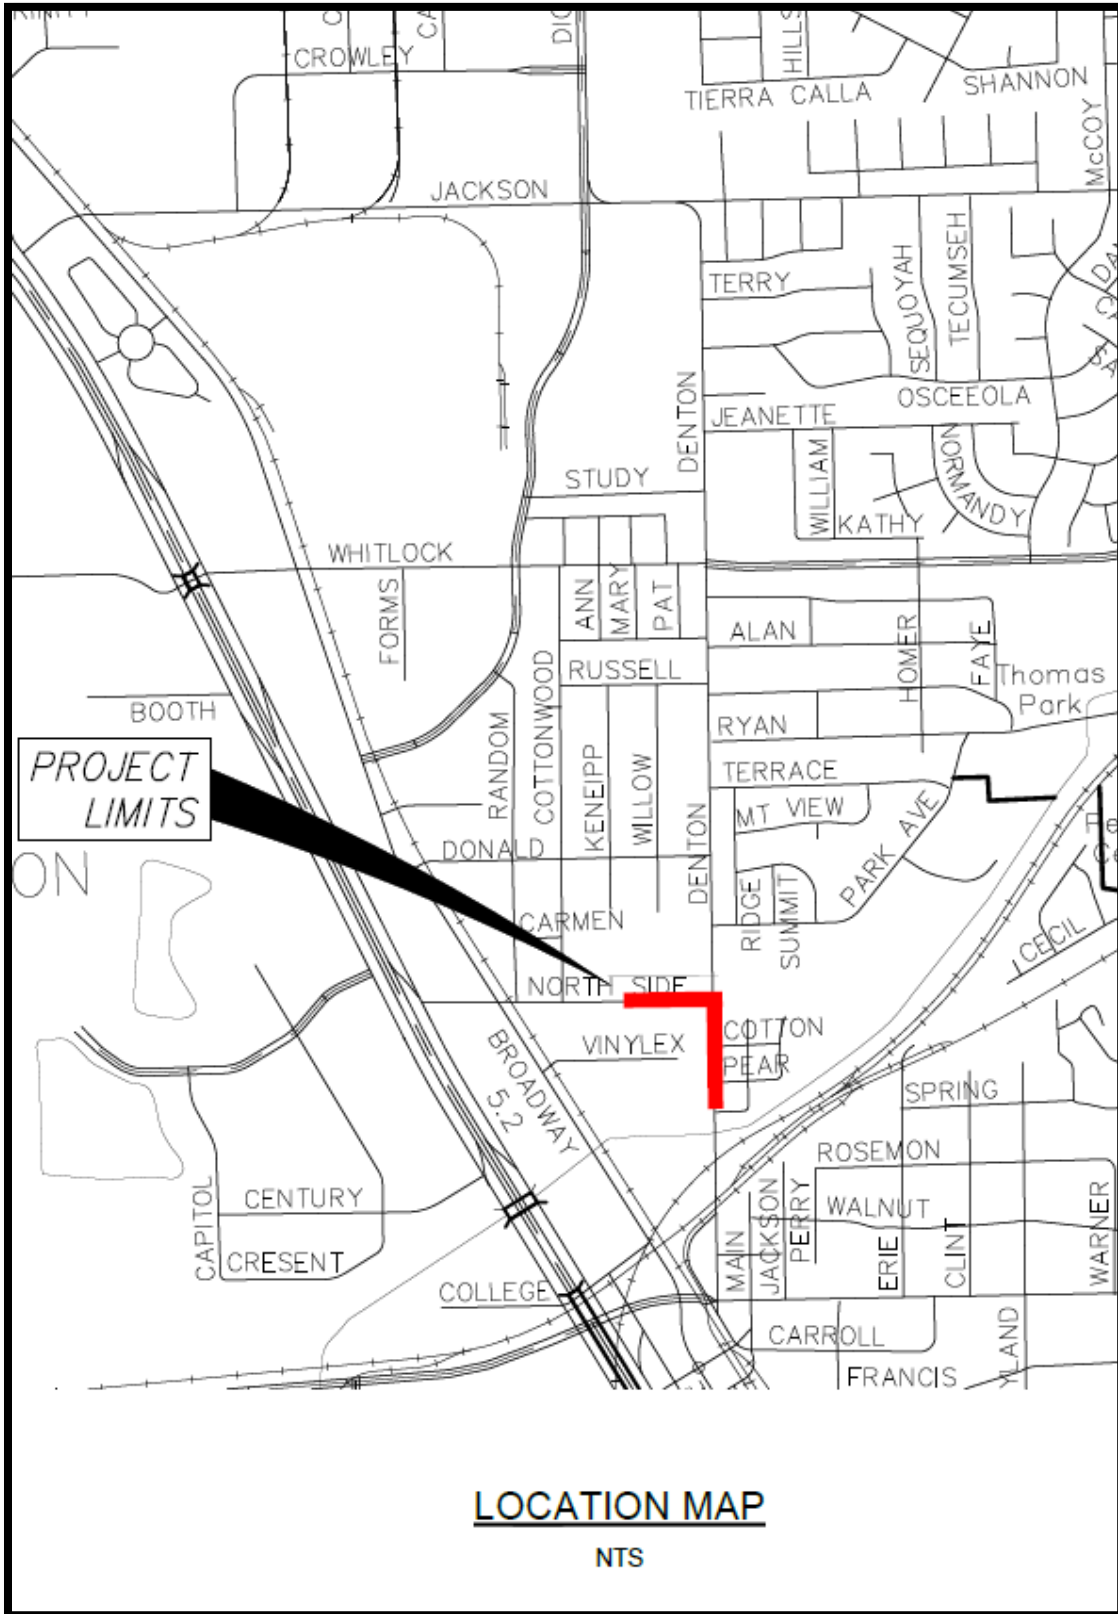 CROWLEY
TIERRA CALLA
HILLS
SHANNON
McCOY
JACKSON
TERRY
SEQUOYAH
TECUMSEH
OSCEEOLA
DENTON
JEANETTE
STUDY
WILLIAM
NORMANDY
KATHY
WHITLOCK
FORMS
ANN
MARY
PAT
ALAN
HOMER
FAYE
RUSSELL
Thomas
Park
BOOTH
RANDOM
COTTONWOOD
KENEIPP
WILLOW
RYAN
TERRACE
PROJECT
LIMITS
MT VIEW
PARK AVE
DONALD
DENTON
ON
RIDGE
SUMMIT
CARMEN
CECIL
NORTH SIDE
VINYLEX
COTTON
PEAR
BROADWAY
5.2
SPRING
ROSEMON
CAPITOL
CENTURY
CRESENT
MAIN
JACKSON
PERRY
WALNUT
ERIE
CLINT
WARNER
COLLEGE
CARROLL
FRANCIS
YLAND
LOCATION MAP
NTS